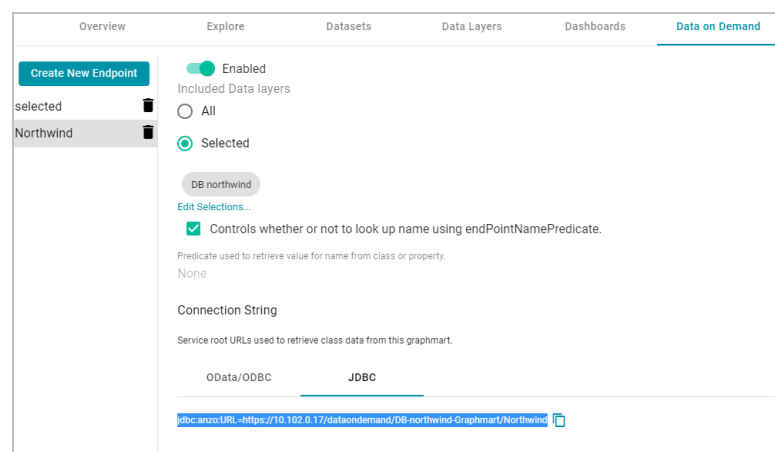 Overview Explore Datasets Data Layers Dashboards Data on Demand
Create New Endpoint
selected
Northwind
Enabled
Included Data layers
All
Selected
DB northwind
Edit Selections...
Controls whether or not to look up name using endPointNamePredicate.
Predicate used to retrieve value for name from class or property.
None
Connection String
Service root URLs used to retrieve class data from this graphmart.
OData/ODBC JDBC
jdbc:anzo:URL=https://10.102.0.17/dataondemand/DB-northwind-Graphmart/Northwind